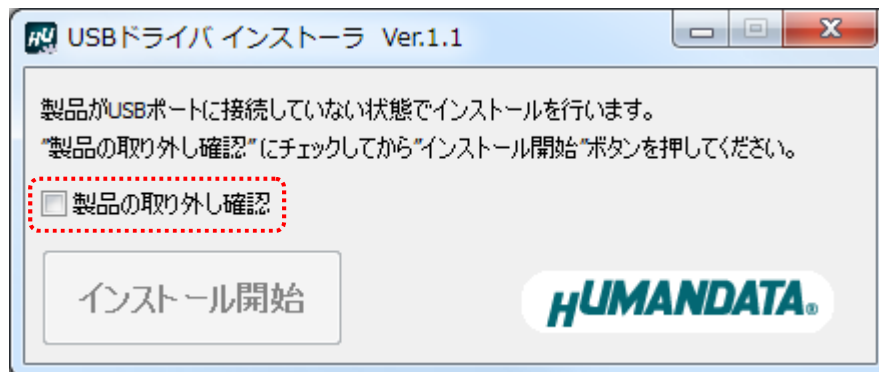 USBドライバ インストーラ Ver.1.1
製品がUSBポートに接続していない状態でインストールを行います。
"製品の取り外し確認"にチェックしてから"インストール開始"ボタンを押してください。
製品の取り外し確認
インストール開始
HUMANDATA®